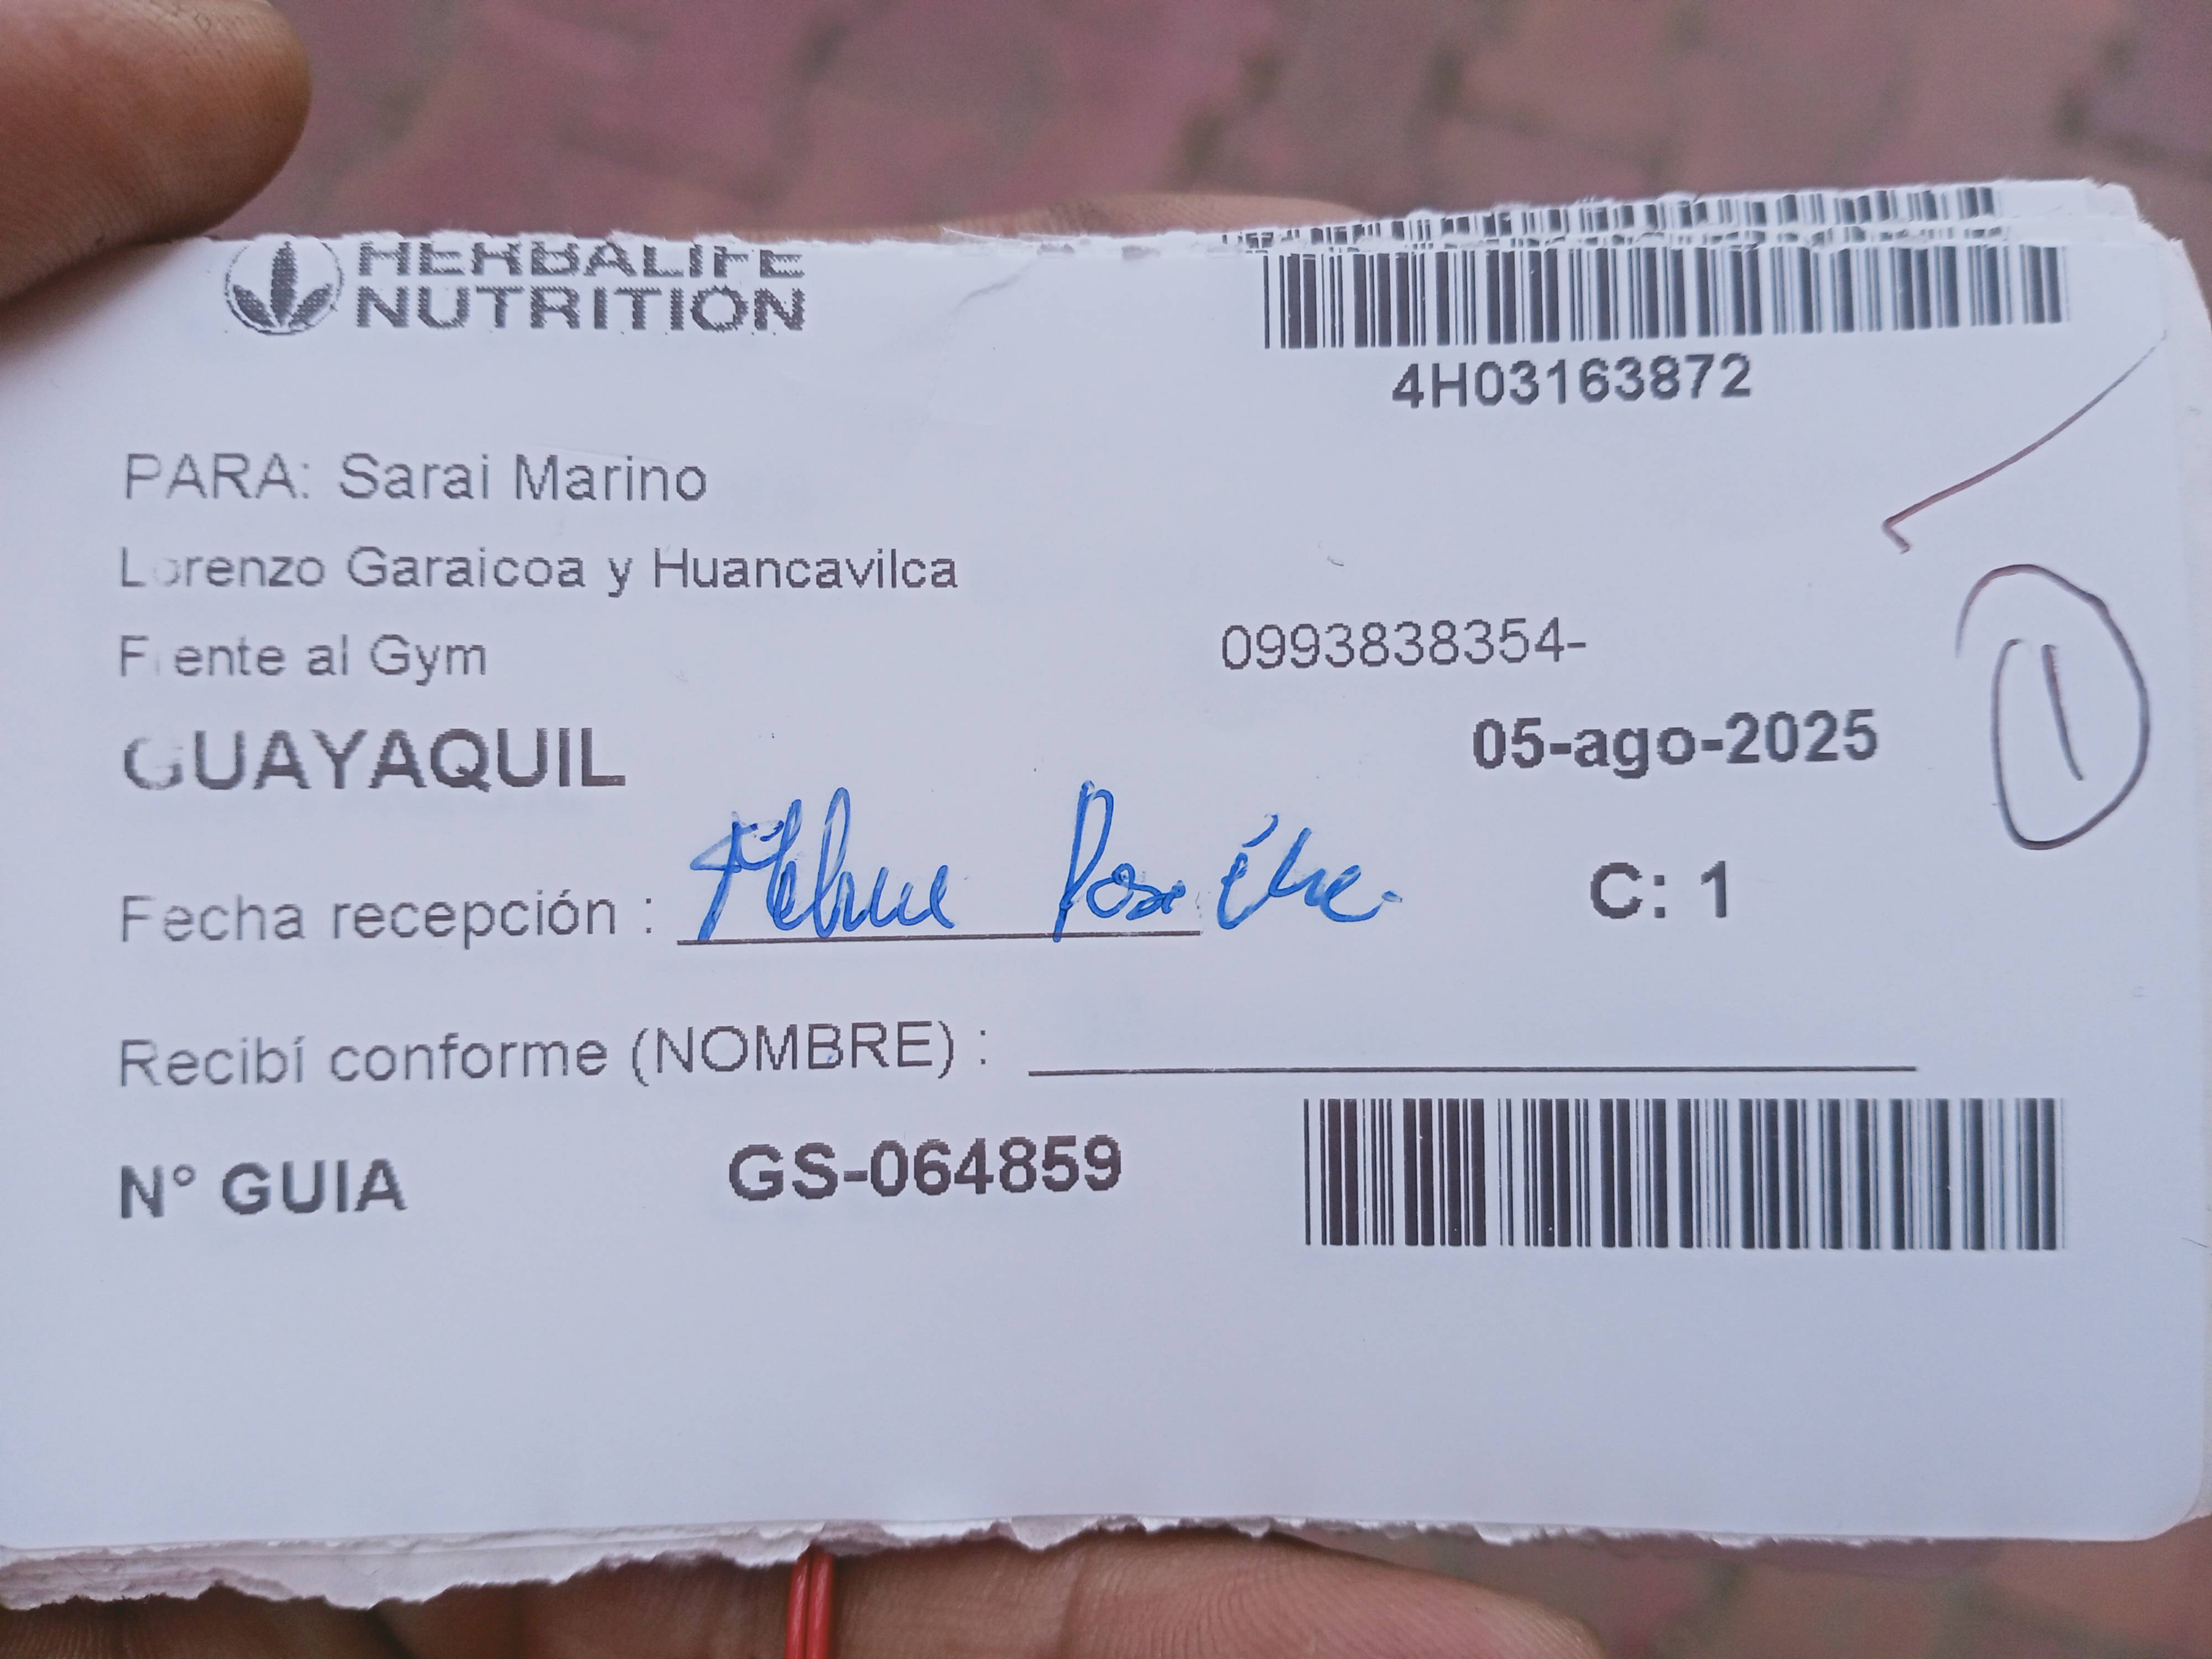 HERBALIFE
NUTRITION
4H03163872
PARA: Sarai Marino
Lorenzo Garaicoa y Huancavilca
Frente al Gym
0993838354-
GUAYAQUIL
05-ago-2025
1
Fecha recepción :
C: 1
Recibí conforme (NOMBRE) :
N° GUIA GS-064859